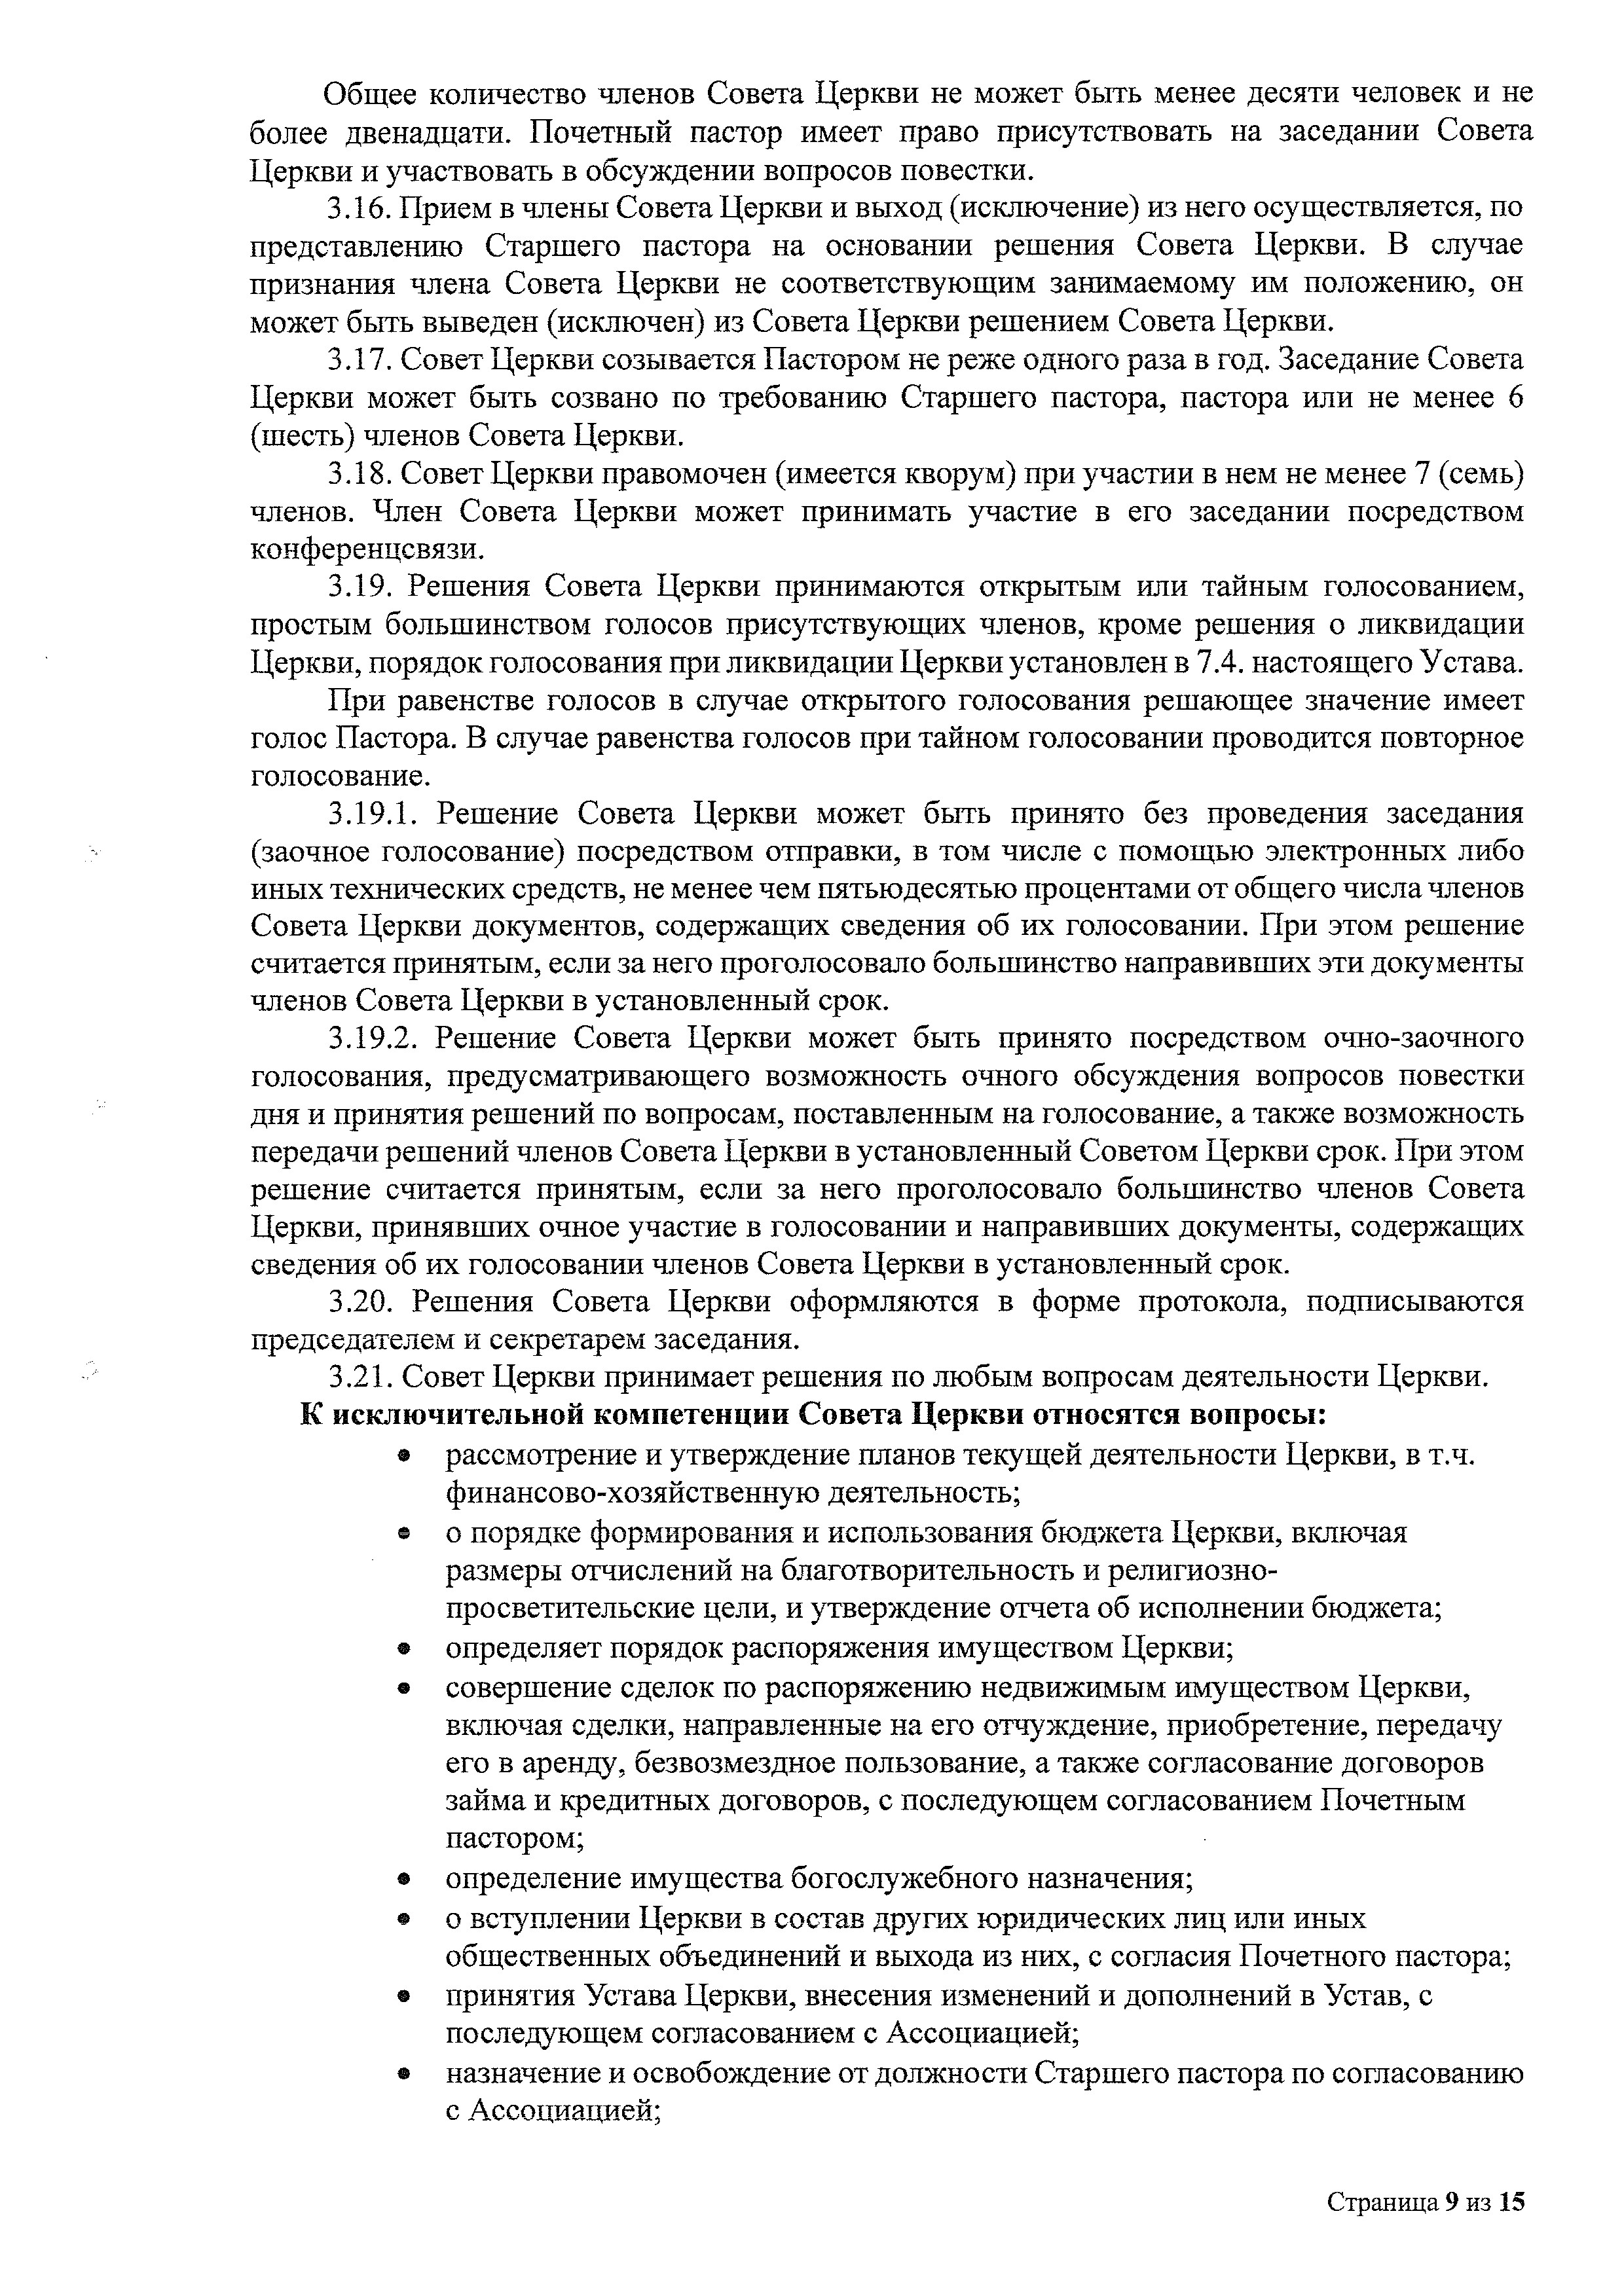 Общее количество членов Совета Церкви не может быть менее десяти человек и не
более двенадцати. Почетный пастор имеет право присутствовать на заседании Совета
Церкви и участвовать в обсуждении вопросов повестки.
3.16. Прием в члены Совета Церкви и выход (исключение) из него осуществляется, по
представлению Старшего пастора на основании решения Совета Церкви. В случае
признания члена Совета Церкви не соответствующим занимаемому им положению, он
может быть выведен (исключен) из Совета Церкви решением Совета Церкви.
3.17. Совет Церкви созывается Пастором не реже одного раза в год. Заседание Совета
Церкви может быть созвано по требованию Старшего пастора, пастора или не менее 6
(шесть) членов Совета Церкви.
3.18. Совет Церкви правомочен (имеется кворум) при участии в нем не менее 7 (семь)
членов. Член Совета Церкви может принимать участие в его заседании посредством
конференцсвязи.
3.19. Решения Совета Церкви принимаются открытым или тайным голосованием,
простым большинством голосов присутствующих членов, кроме решения о ликвидации
Церкви, порядок голосования при ликвидации Церкви установлен в 7.4. настоящего Устава.
При равенстве голосов в случае открытого голосования решающее значение имеет
голос Пастора. В случае равенства голосов при тайном голосовании проводится повторное
голосование.
3.19.1. Решение Совета Церкви может быть принято без проведения заседания
(заочное голосование) посредством отправки, в том числе с помощью электронных либо
иных технических средств, не менее чем пятьюдесятью процентами от общего числа членов
Совета Церкви документов, содержащих сведения об их голосовании. При этом решение
считается принятым, если за него проголосовало большинство направивших эти документы
членов Совета Церкви в установленный срок.
3.19.2. Решение Совета Церкви может быть принято посредством очно-заочного
голосования, предусматривающего возможность очного обсуждения вопросов повестки
дня и принятия решений по вопросам, поставленным на голосование, а также возможность
передачи решений членов Совета Церкви в установленный Советом Церкви срок. При этом
решение считается принятым, если за него проголосовало большинство членов Совета
Церкви, принявших очное участие в голосовании и направивших документы, содержащих
сведения об их голосовании членов Совета Церкви в установленный срок.
3.20. Решения Совета Церкви оформляются в форме протокола, подписываются
председателем и секретарем заседания.
3.21. Совет Церкви принимает решения по любым вопросам деятельности Церкви.
К исключительной компетенции Совета Церкви относятся вопросы:
• рассмотрение и утверждение планов текущей деятельности Церкви, в т.ч.
финансово-хозяйственную деятельность;
• о порядке формирования и использования бюджета Церкви, включая
размеры отчислений на благотворительность и религиозно-
просветительские цели, и утверждение отчета об исполнении бюджета;
• определяет порядок распоряжения имуществом Церкви;
• совершение сделок по распоряжению недвижимым имуществом Церкви,
включая сделки, направленные на его отчуждение, приобретение, передачу
его в аренду, безвозмездное пользование, а также согласование договоров
займа и кредитных договоров, с последующем согласованием Почетным
пастором;
• определение имущества богослужебного назначения;
• о вступлении Церкви в состав других юридических лиц или иных
общественных объединений и выхода из них, с согласия Почетного пастора;
• принятия Устава Церкви, внесения изменений и дополнений в Устав, с
последующем согласованием с Ассоциацией;
• назначение и освобождение от должности Старшего пастора по согласованию
с Ассоциацией;
Страница 9 из 15